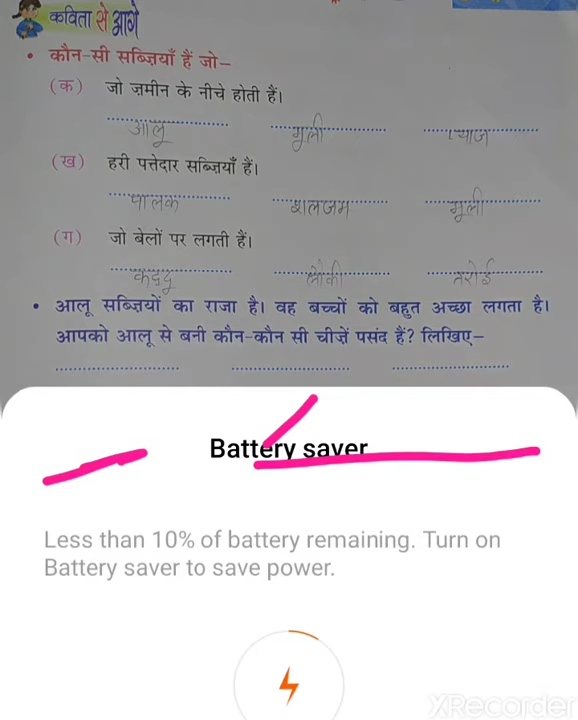 कविता से आगे
• कौन-सी सब्ज़ियाँ हैं जो–
(क) जो ज़मीन के नीचे होती हैं।
आलू मूली प्याज
(ख) हरी पत्तेदार सब्जियाँ हैं।
पालक शलजम मूली
(ग) जो बेलों पर लगती हैं।
कद्दू लौकी तरोई
• आलू सब्ज़ियों का राजा है। वह बच्चों को बहुत अच्छा लगता है।
आपको आलू से बनी कौन-कौन सी चीज़ें पसंद हैं? लिखिए–
Battery saver
Less than 10% of battery remaining. Turn on
Battery saver to save power.
XRecorder